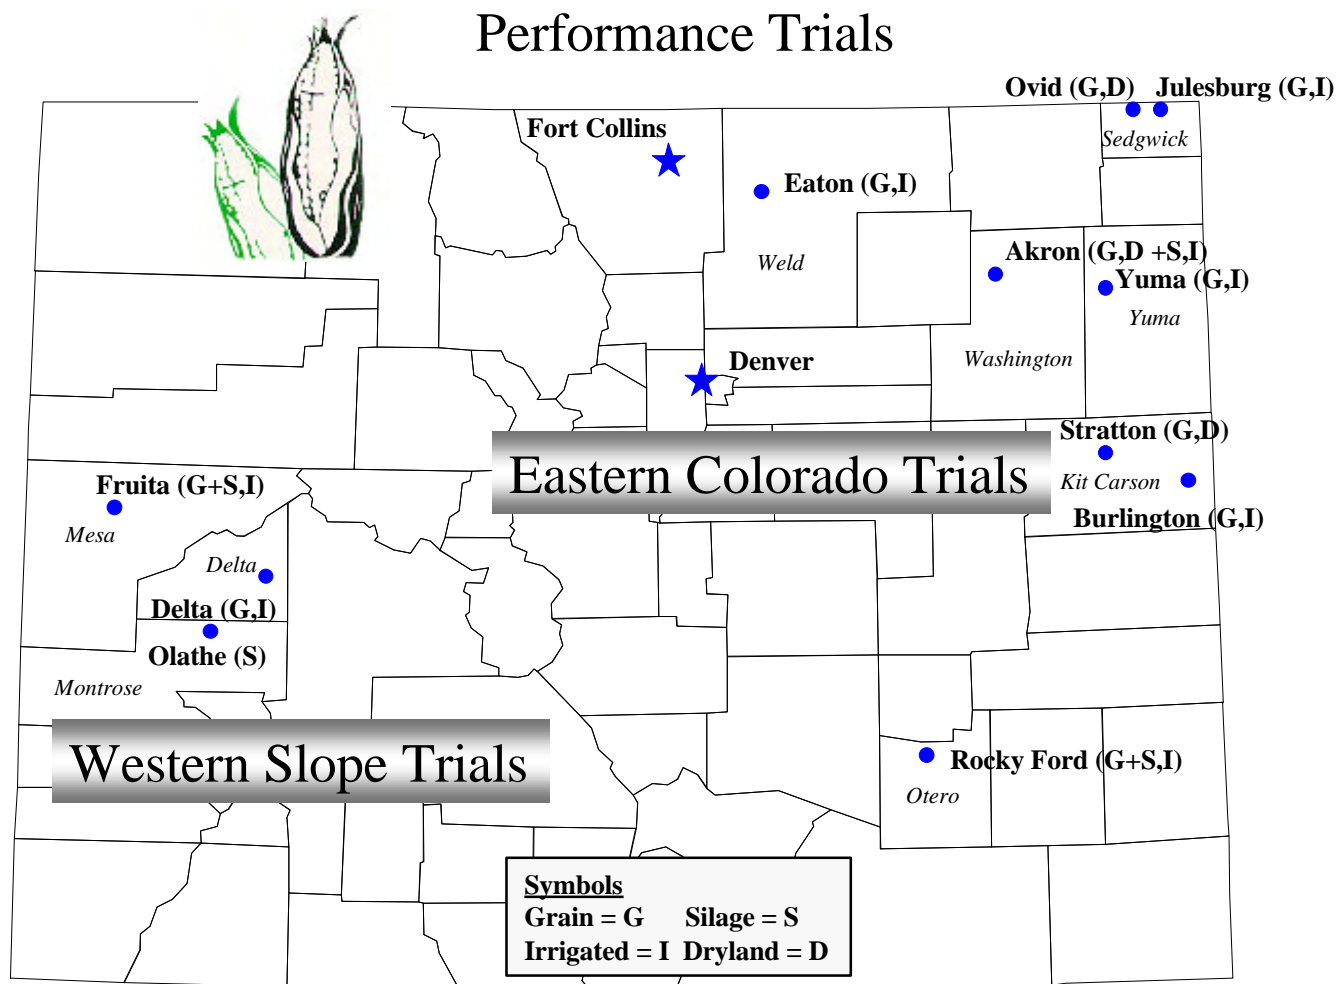 Performance Trials
Ovid (G,D)
Julesburg (G,I)
Sedgwick
Fort Collins
Eaton (G,I)
Weld
Akron (G,D +S,I)
Yuma (G,I)
Yuma
Washington
Denver
Stratton (G,D)
Kit Carson
Burlington (G,I)
Eastern Colorado Trials
Fruita (G+S,I)
Mesa
Delta
Delta (G,I)
Olathe (S)
Montrose
Western Slope Trials
Rocky Ford (G+S,I)
Otero
Symbols
Grain = G Silage = S
Irrigated = I Dryland = D